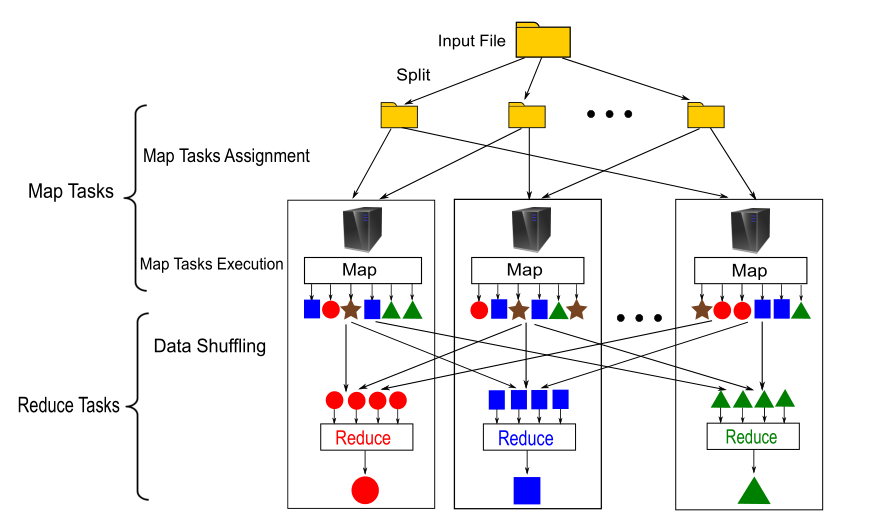 Input File
Split
Map Tasks Assignment
Map Tasks
Map Tasks Execution
Map
Map
Map
Data Shuffling
Reduce Tasks
Reduce
Reduce
Reduce